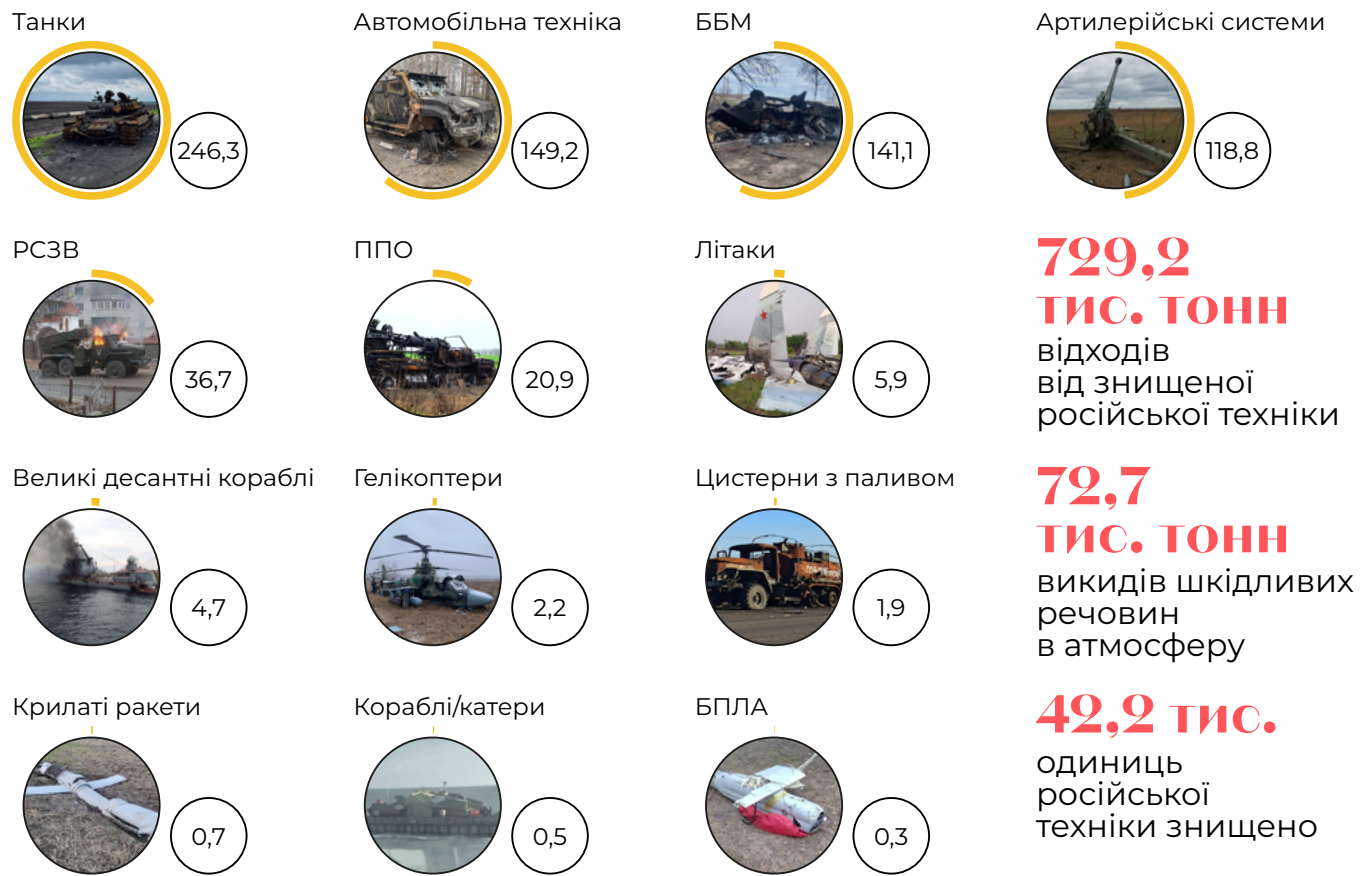 Танки
246,3
Автомобільна техніка
149,2
ББМ
141,1
Артилерійські системи
118,8
РСЗВ
36,7
ППО
20,9
Літаки
5,9
729,2
тис. тонн
відходів
від знищеної
російської техніки
Великі десантні кораблі
4,7
Гелікоптери
2,2
Цистерни з паливом
1,9
72,7
тис. тонн
викидів шкідливих
речовин
в атмосферу
Крилаті ракети
0,7
Кораблі/катери
0,5
БПЛА
0,3
42,2 тис.
одиниць
російської
техніки знищено